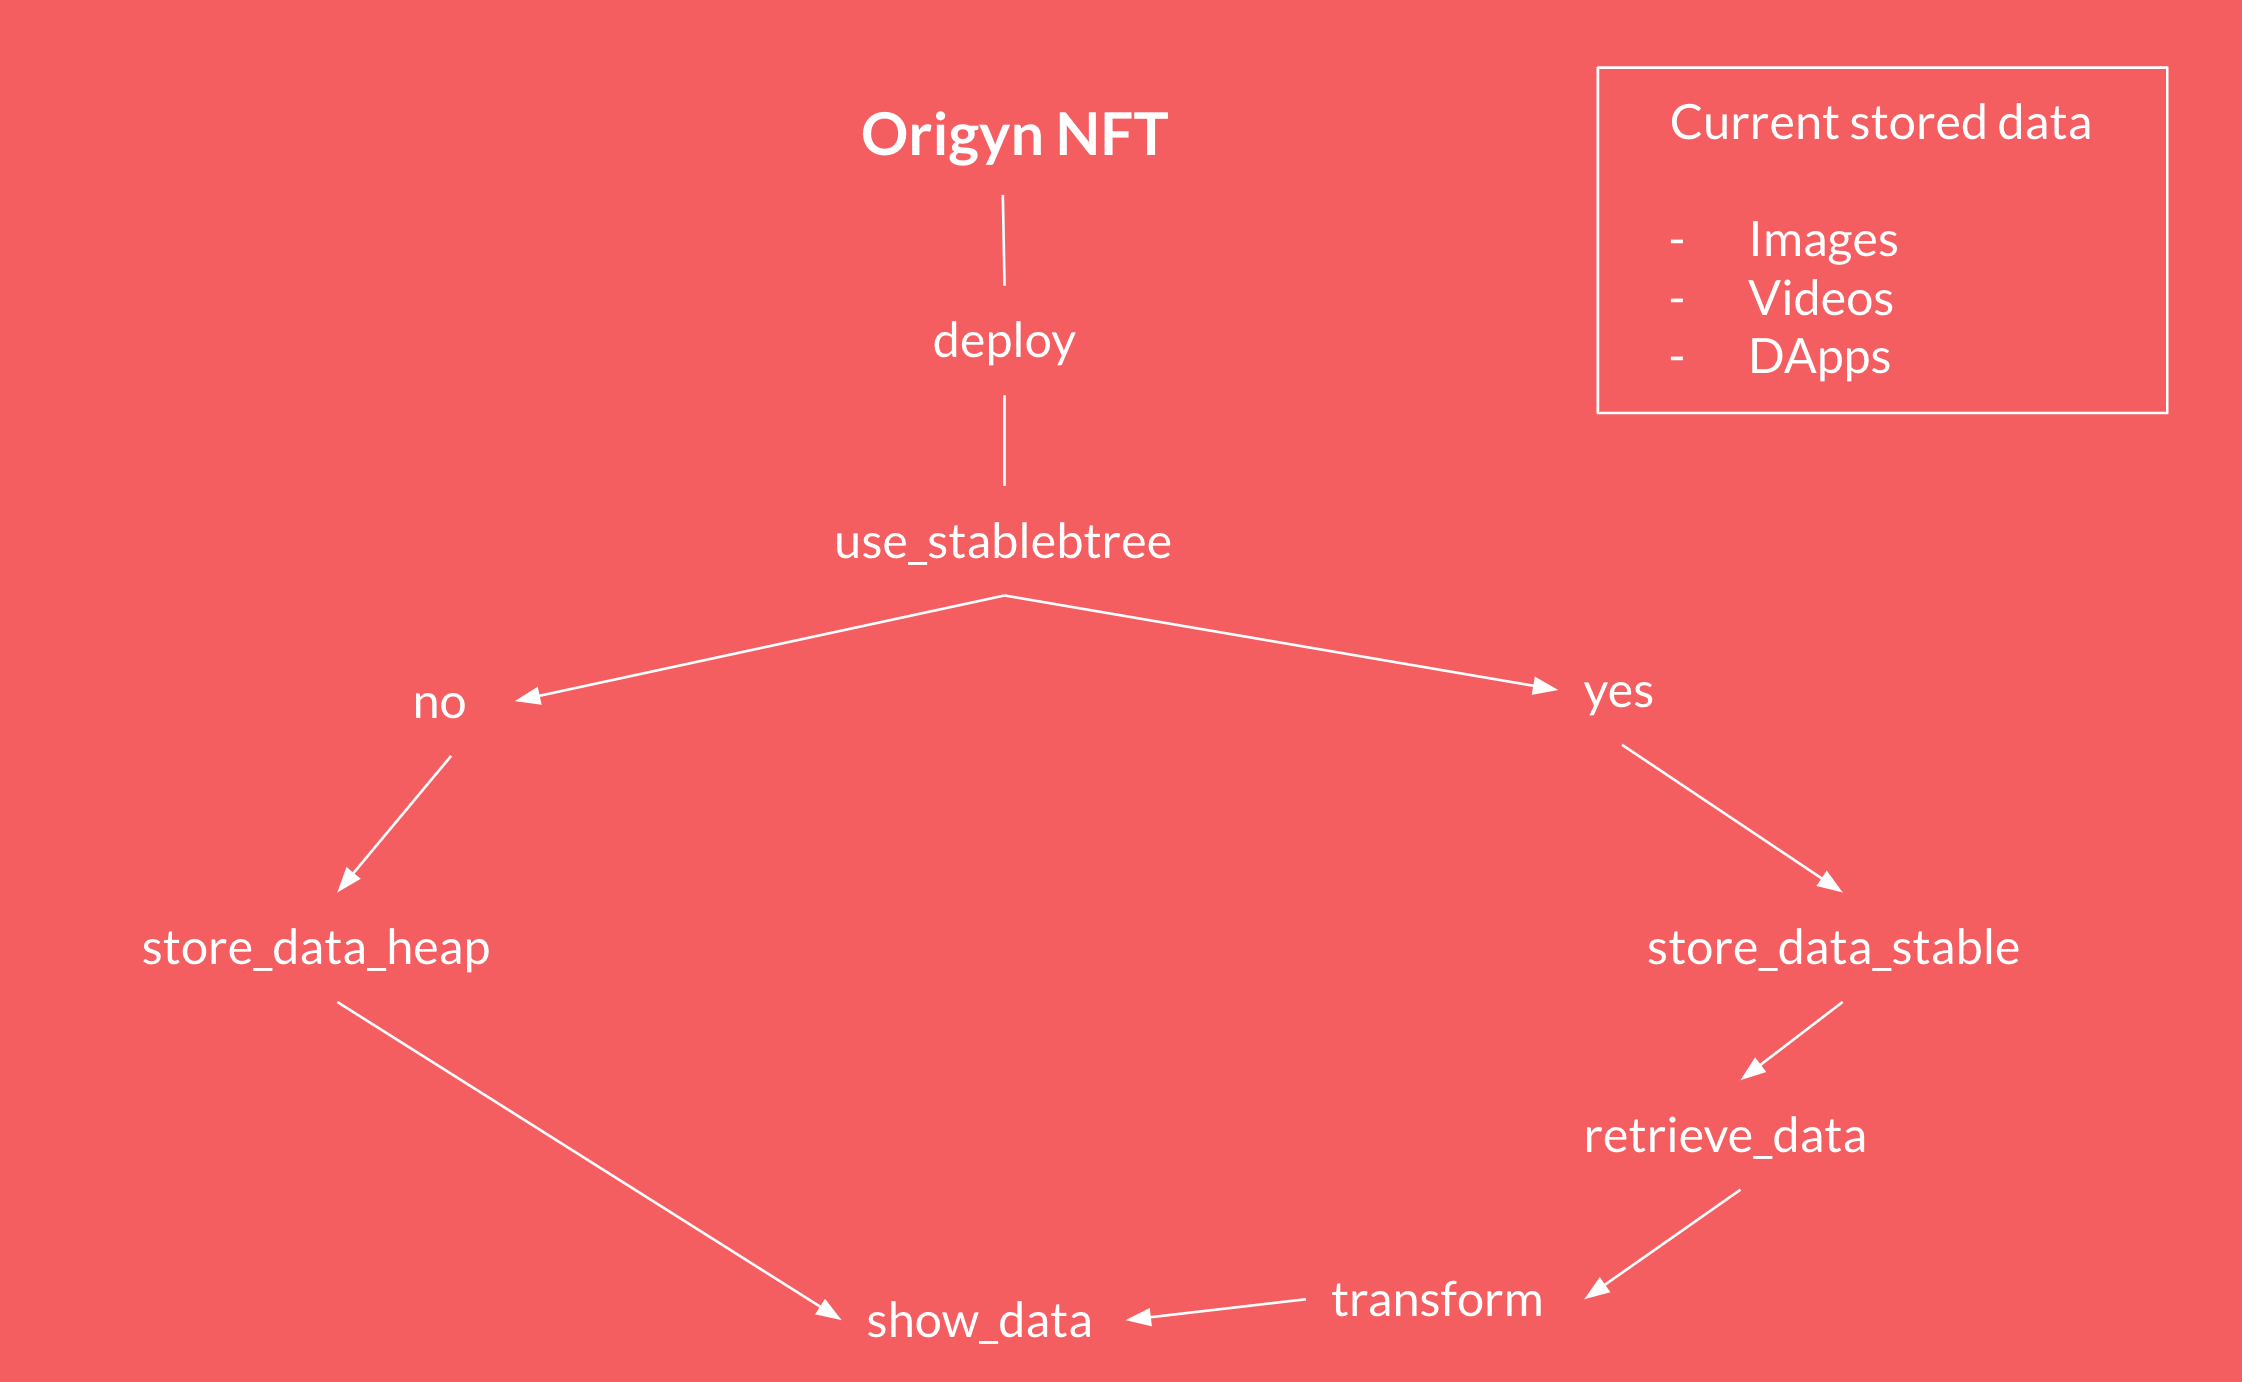 Origyn NFT
Current stored data
- Images
- Videos
- DApps
deploy
use_stablebtree
no
yes
store_data_heap
store_data_stable
retrieve_data
transform
show_data